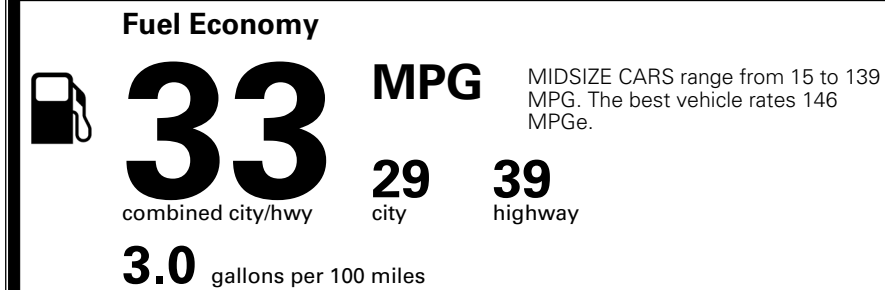 Fuel Economy
33
MPG
MIDSIZE CARS range from 15 to 139
MPG. The best vehicle rates 146
MPGe.
combined city/hwy
29
city
39
highway
3.0 gallons per 100 miles